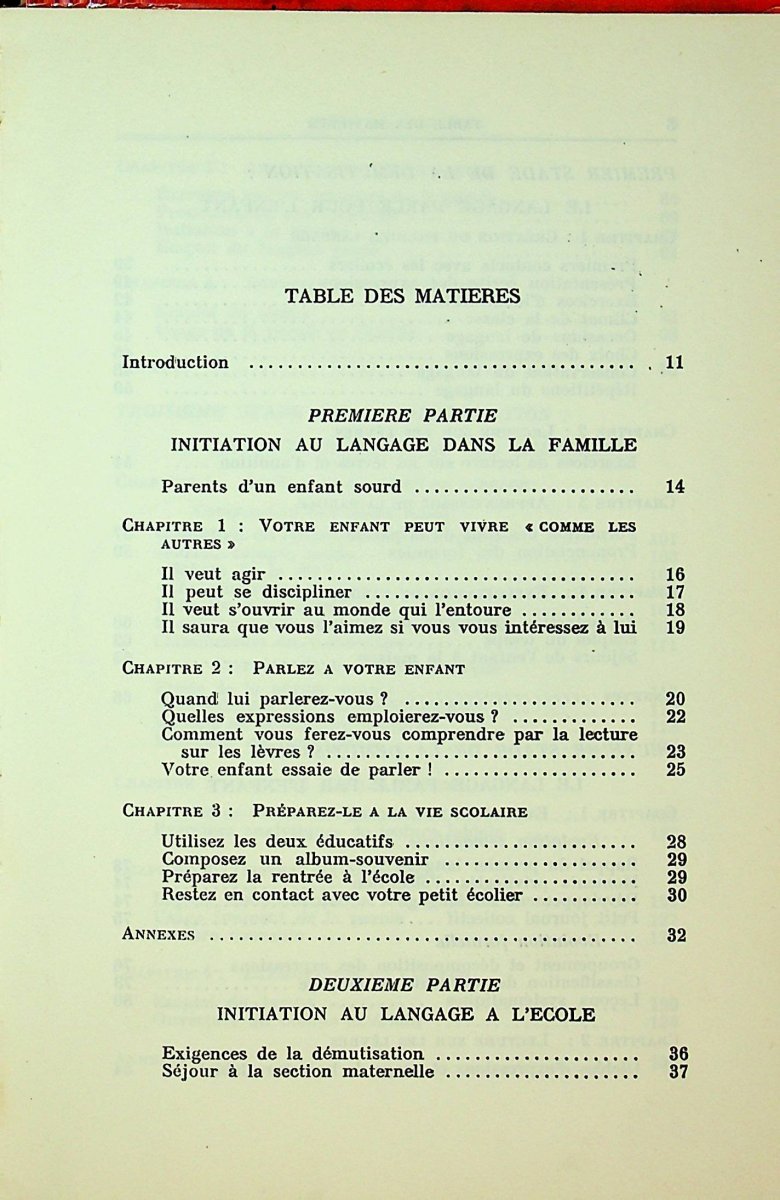 TABLE DES MATIERES
Introduction ........................................ 11
PREMIERE PARTIE
INITIATION AU LANGAGE DANS LA FAMILLE
Parents d'un enfant sourd ....................... 14
CHAPITRE 1 : VOTRE ENFANT PEUT VIVRE « COMME LES
AUTRES »
Il veut agir ..................................... 16
Il peut se discipliner ............................ 17
Il veut s'ouvrir au monde qui l'entoure ............ 18
Il saura que vous l'aimez si vous vous intéressez à lui 19
CHAPITRE 2 : PARLEZ A VOTRE ENFANT
Quand lui parlerez-vous ? ........................ 20
Quelles expressions emploierez-vous ? ............. 22
Comment vous ferez-vous comprendre par la lecture
sur les lèvres ? ................................ 23
Votre enfant essaie de parler ! .................... 25
CHAPITRE 3 : PRÉPAREZ-LE A LA VIE SCOLAIRE
Utilisez les deux éducatifs ........................ 28
Composez un album-souvenir .................... 29
Préparez la rentrée à l'école ...................... 29
Restez en contact avec votre petit écolier ........... 30
ANNEXES ............................................ 32
DEUXIEME PARTIE
INITIATION AU LANGAGE A L'ECOLE
Exigences de la démutisation ..................... 36
Séjour à la section maternelle .................... 37